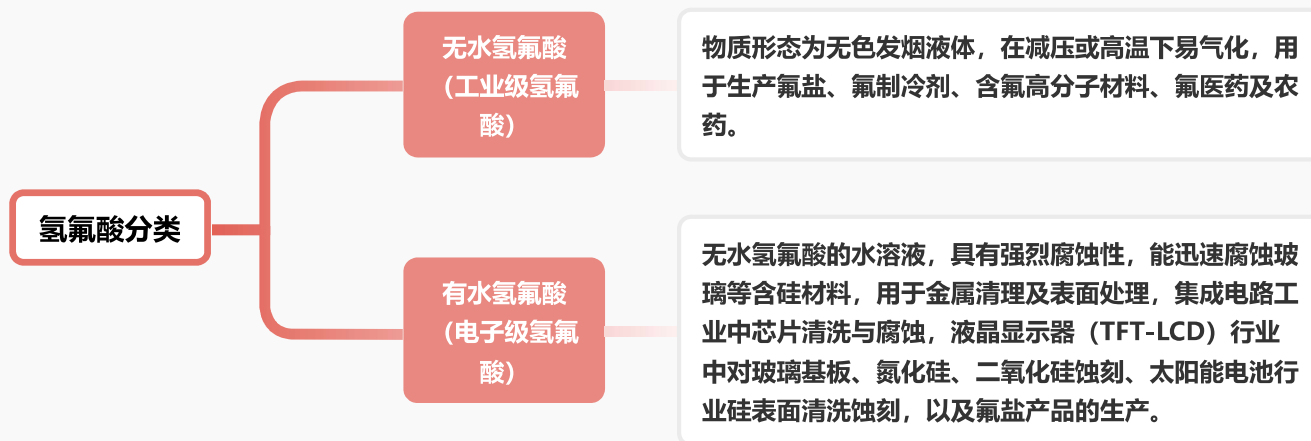 氢氟酸分类
无水氢氟酸
（工业级氢氟
酸）
物质形态为无色发烟液体，在减压或高温下易气化，用
于生产氟盐、氟制冷剂、含氟高分子材料、氟医药及农
药。
有水氢氟酸
（电子级氢氟
酸）
无水氢氟酸的水溶液，具有强烈腐蚀性，能迅速腐蚀玻
璃等含硅材料，用于金属清理及表面处理，集成电路工
业中芯片清洗与腐蚀，液晶显示器（TFT-LCD）行业
中对玻璃基板、氮化硅、二氧化硅蚀刻、太阳能电池行
业硅表面清洗蚀刻，以及氟盐产品的生产。